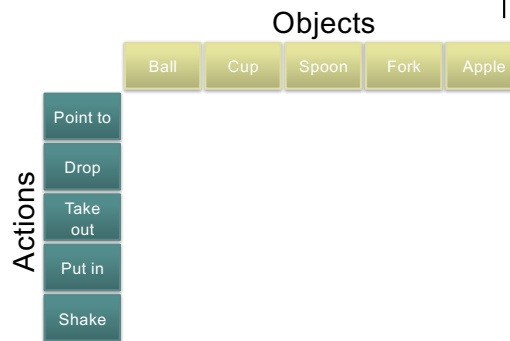 Objects
Ball Cup Spoon Fork Apple
Actions
Point to
Drop
Take
out
Put in
Shake